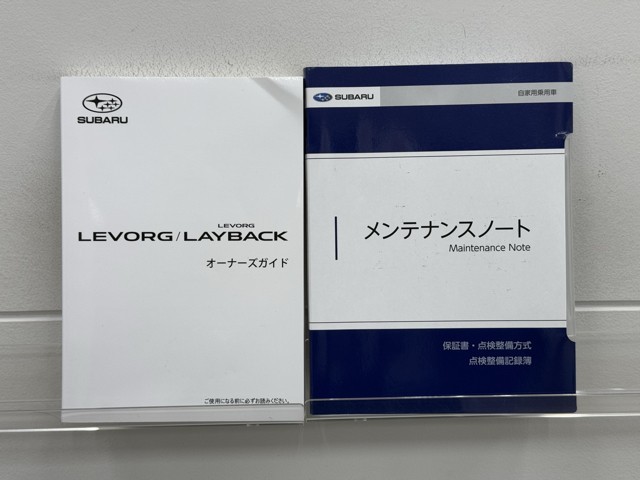 SUBARU
LEVORG
LEVORG/LAYBACK
オーナーズガイド
ご使用になる前に必ずお読みください。
SUBARU
自家用乗用車
メンテナンスノート
Maintenance Note
保証書・点検整備方式
点検整備記録簿